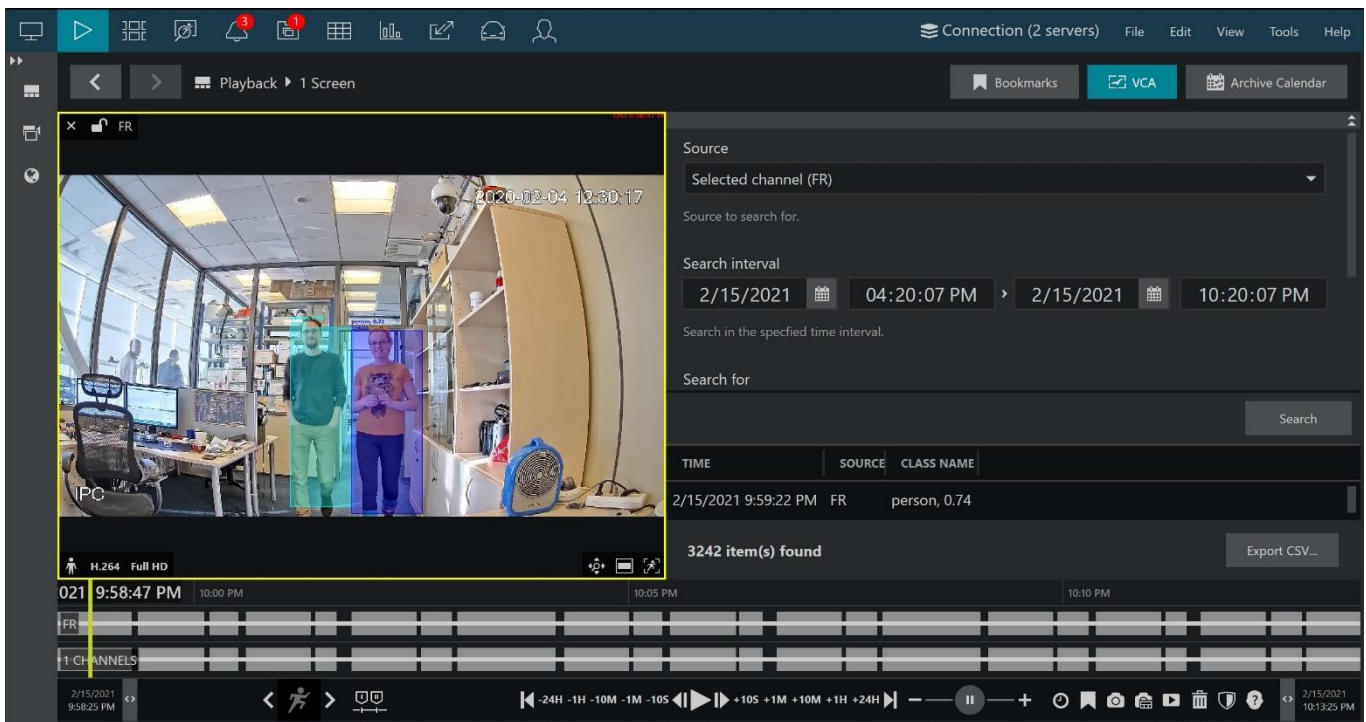 3
1
Connection (2 servers) File Edit View Tools Help
Playback 1 Screen
Bookmarks VCA Archive Calendar
FR
Source
Selected channel (FR)
Source to search for.
2020-02-04 12:30:17
Search interval
2/15/2021 04:20:07 PM 2/15/2021 10:20:07 PM
Search in the specfied time interval.
person, 0.71
Search for
Search
TIME SOURCE CLASS NAME
IPC
2/15/2021 9:59:22 PM FR person, 0.74
3242 item(s) found Export CSV...
H.264 Full HD
021 9:58:47 PM 10:00 PM 10:05 PM 10:10 PM
FR
1 CHANNELS
2/15/2021
9:58:25 PM
-24H -1H -10M -1M -10S +10S +1M +10M +1H +24H
2/15/2021
10:13:25 PM